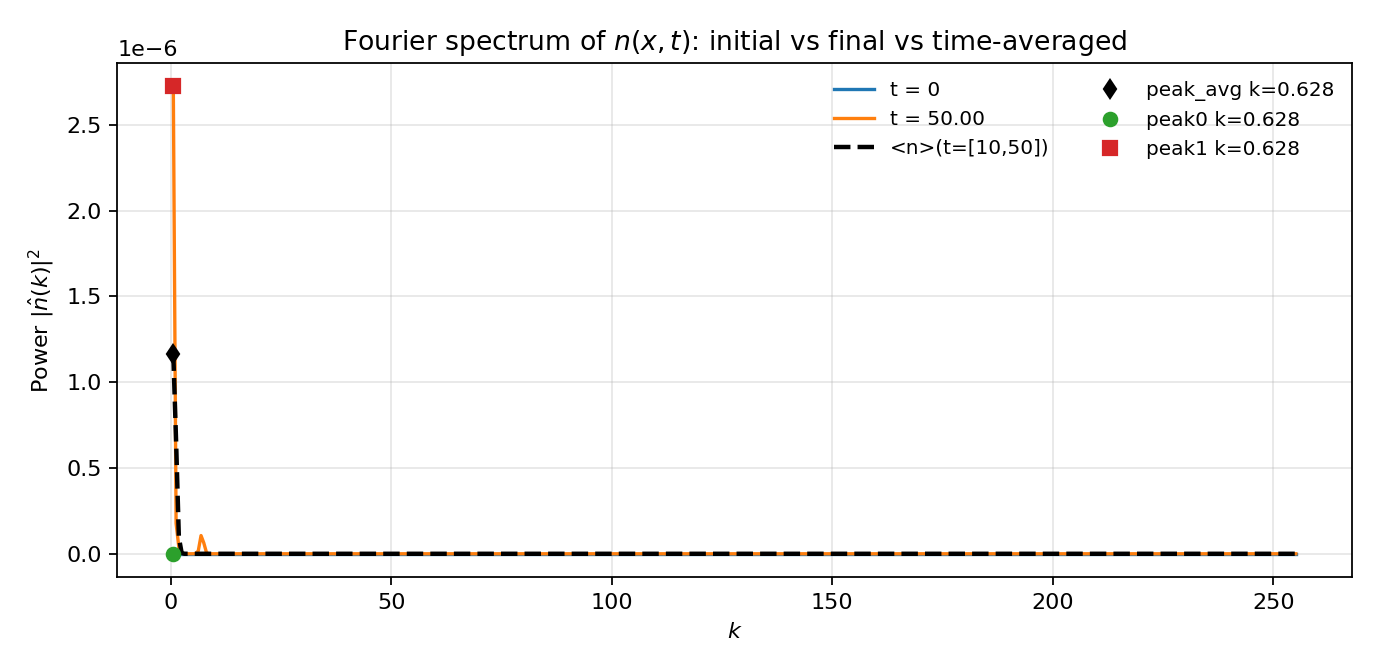 Fourier spectrum of n(x, t): initial vs final vs time-averaged
1e−6
2.5
2.0
1.5
1.0
0.5
0.0
Power |n̂(k)|²
0 50 100 150 200 250
k
t = 0
t = 50.00
<n>(t=[10,50])
peak_avg k=0.628
peak0 k=0.628
peak1 k=0.628